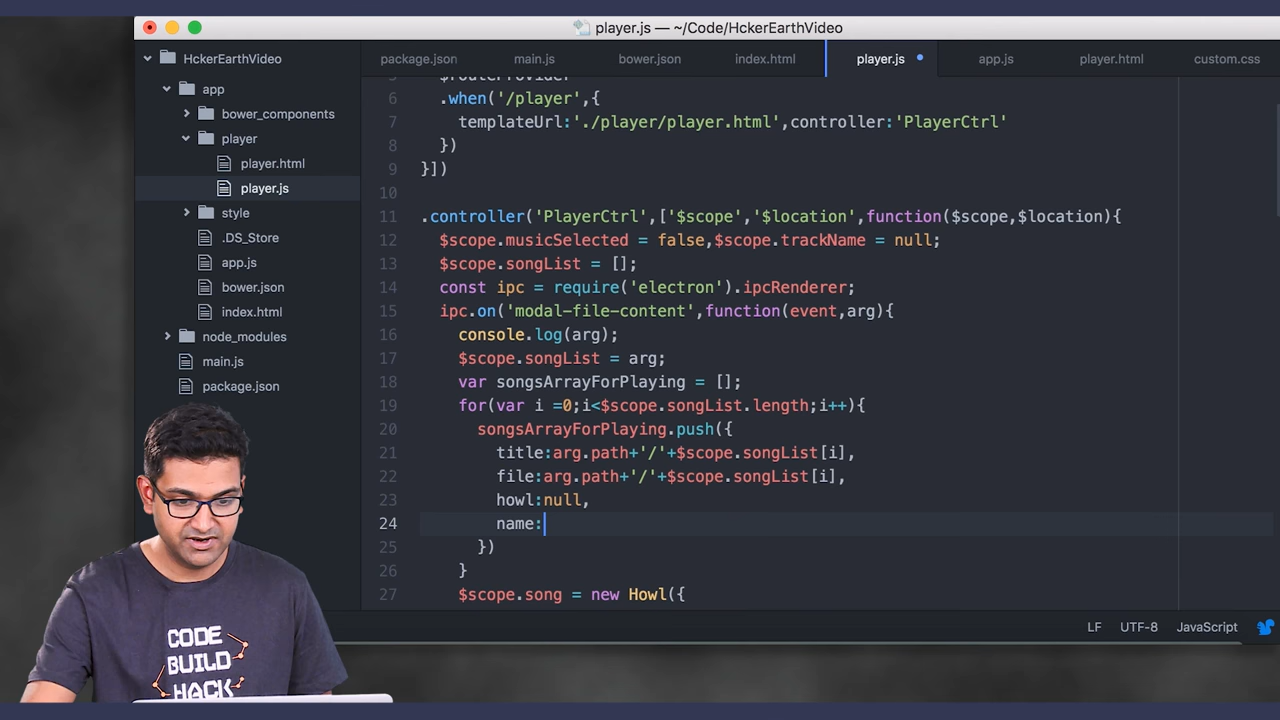 player.js — ~/Code/HckerEarthVideo
HckerEarthVideo
app
bower_components
player
player.html
player.js
style
.DS_Store
app.js
bower.json
index.html
node_modules
main.js
package.json
package.json main.js bower.json index.html player.js app.js player.html custom.css
6 .when('/player',{
7 templateUrl:'./player/player.html',controller:'PlayerCtrl'
8 })
9 }])
10
11 .controller('PlayerCtrl',['$scope','$location',function($scope,$location){
12 $scope.musicSelected = false,$scope.trackName = null;
13 $scope.songList = [];
14 const ipc = require('electron').ipcRenderer;
15 ipc.on('modal-file-content',function(event,arg){
16 console.log(arg);
17 $scope.songList = arg;
18 var songsArrayForPlaying = [];
19 for(var i =0;i<$scope.songList.length;i++){
20 songsArrayForPlaying.push({
21 title:arg.path+'/'+$scope.songList[i],
22 file:arg.path+'/'+$scope.songList[i],
23 howl:null,
24 name:
25 })
26 }
27 $scope.song = new Howl({
LF UTF-8 JavaScript
CODE
BUILD
HACK